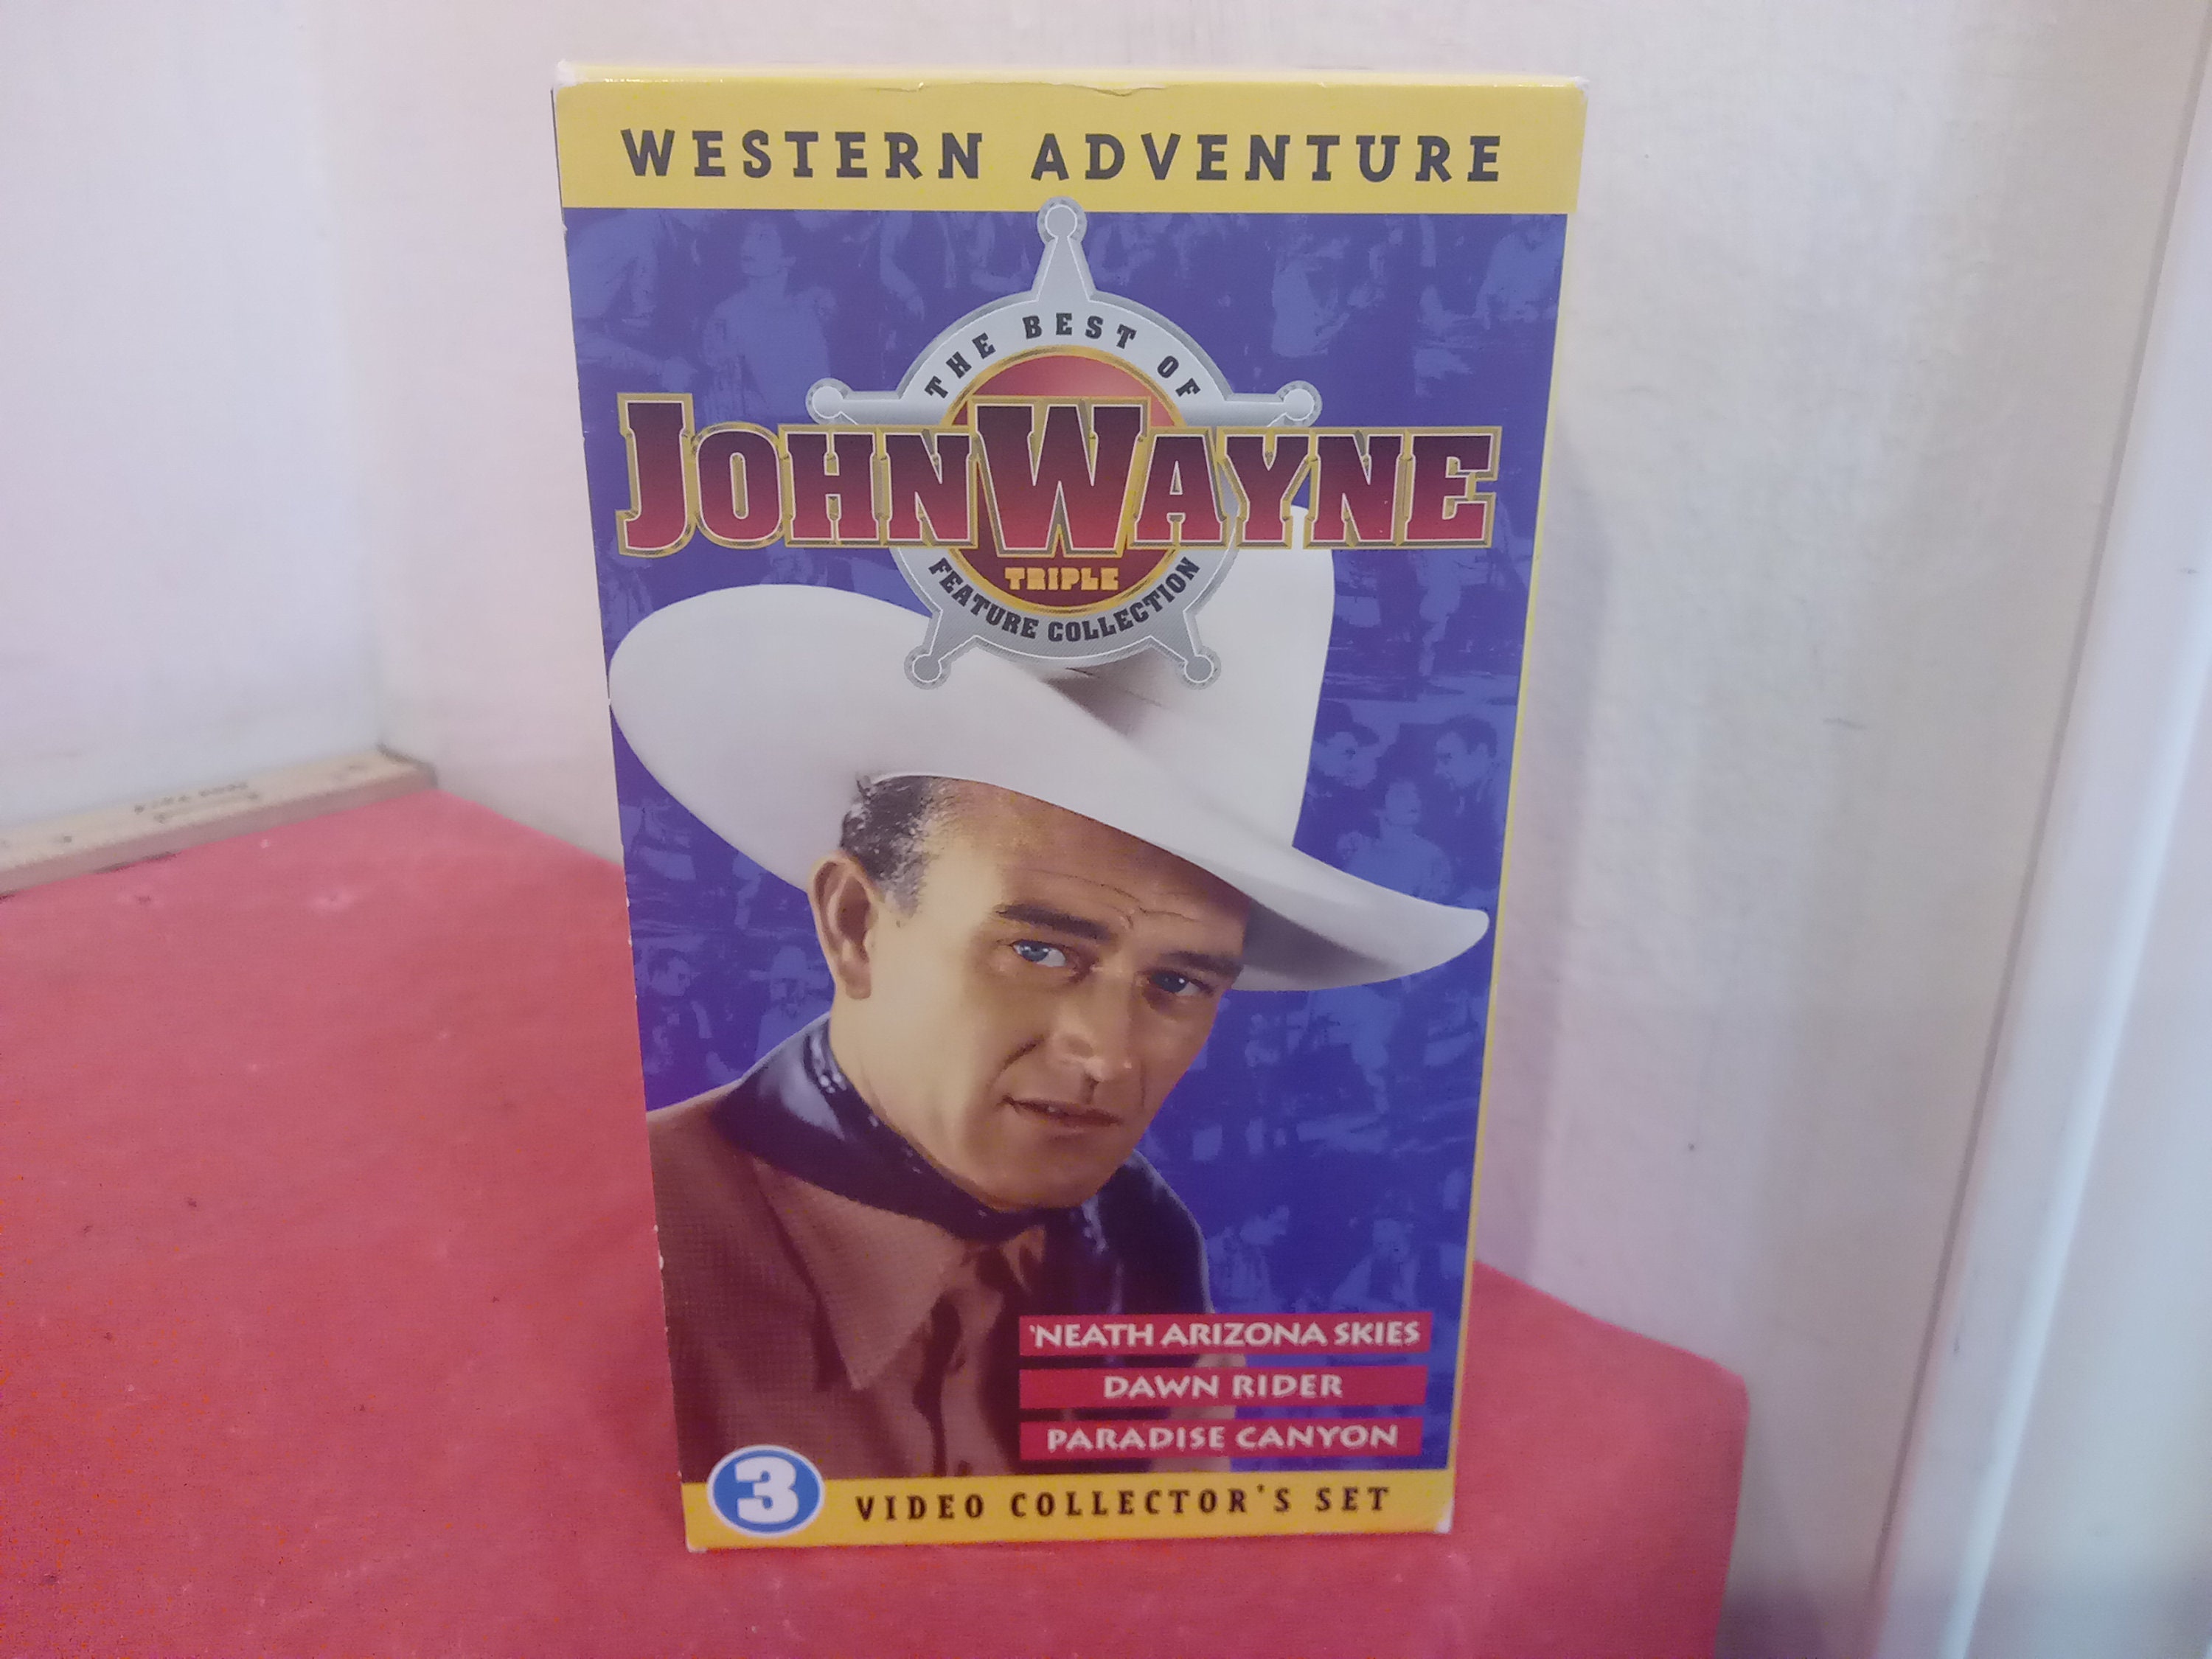 WESTERN ADVENTURE
THE BEST OF
JOHN WAYNE
TRIPLE
FEATURE COLLECTION
'NEATH ARIZONA SKIES
DAWN RIDER
PARADISE CANYON
3 VIDEO COLLECTOR'S SET